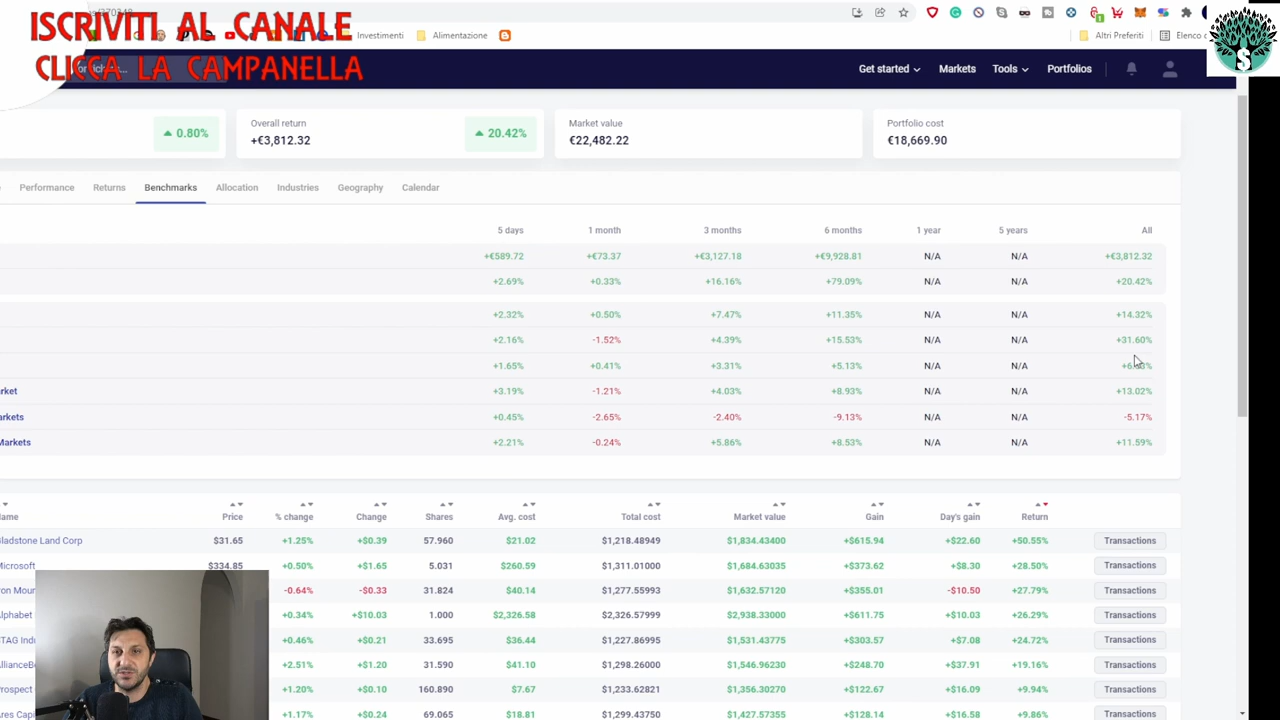 ISCRIVITI AL CANALE
CLICCA LA CAMPANELLA
Investimenti
Alimentazione
Altri Preferiti
Elenco
Get started
Markets
Tools
Portfolios
0.80%
Overall return
+€3,812.32
20.42%
Market value
€22,482.22
Portfolio cost
€18,669.90
Performance Returns Benchmarks Allocation Industries Geography Calendar
5 days 1 month 3 months 6 months 1 year 5 years All
+€589.72 +€73.37 +€3,127.18 +€9,928.81 N/A N/A +€3,812.32
+2.69% +0.33% +16.16% +79.09% N/A N/A +20.42%
+2.32% +0.50% +7.47% +11.35% N/A N/A +14.32%
+2.16% -1.52% +4.39% +15.53% N/A N/A +31.60%
+1.65% +0.41% +3.31% +5.13% N/A N/A
rket +3.19% -1.21% +4.03% +8.93% N/A N/A +13.02%
arkets +0.45% -2.65% -2.40% -9.13% N/A N/A -5.17%
Markets +2.21% -0.24% +5.86% +8.53% N/A N/A +11.59%
ame Price % change Change Shares Avg. cost Total cost Market value Gain Day's gain Return
Gladstone Land Corp $31.65 +1.25% +$0.39 57.960 $21.02 $1,218.48949 $1,834.43400 +$615.94 +$22.60 +50.55% Transactions
Microsoft $334.85 +0.50% +$1.65 5.031 $260.59 $1,311.01000 $1,684.63035 +$373.62 +$8.30 +28.50% Transactions
ron Moun -0.64% -$0.33 31.824 $40.14 $1,277.55993 $1,632.57120 +$355.01 -$10.50 +27.79% Transactions
Alphabet +0.34% +$10.03 1.000 $2,326.58 $2,326.57999 $2,938.33000 +$611.75 +$10.03 +26.29% Transactions
STAG Indu +0.46% +$0.21 33.695 $36.44 $1,227.86995 $1,531.43775 +$303.57 +$7.08 +24.72% Transactions
AllianceBe +2.51% +$1.20 31.590 $41.10 $1,298.26000 $1,546.96230 +$248.70 +$37.91 +19.16% Transactions
Prospect +1.20% +$0.10 160.890 $7.67 $1,233.62821 $1,356.30270 +$122.67 +$16.09 +9.94% Transactions
Ares Capi +1.17% +$0.24 69.065 $18.81 $1,299.43750 $1,427.57355 +$128.14 +$16.58 +9.86% Transactions